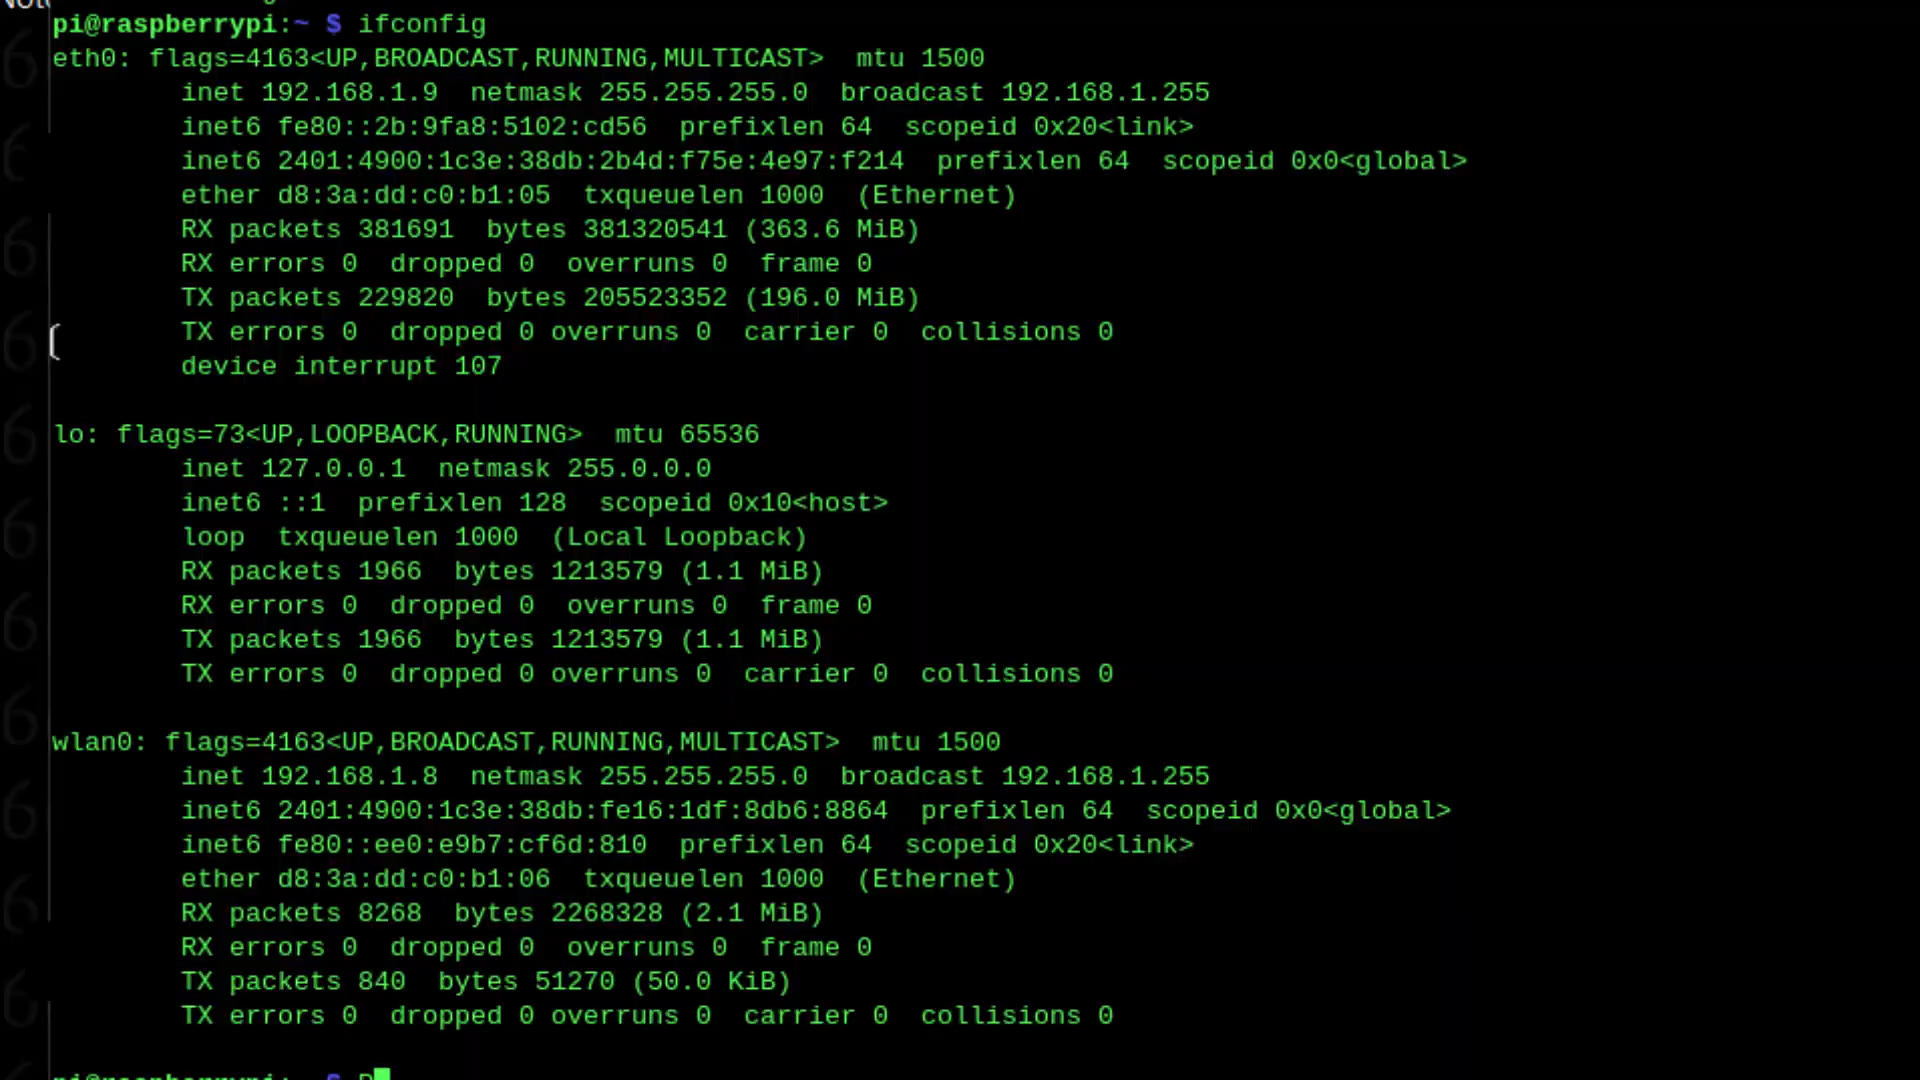 pi@raspberrypi:~ $ ifconfig
eth0: flags=4163<UP,BROADCAST,RUNNING,MULTICAST>  mtu 1500
        inet 192.168.1.9  netmask 255.255.255.0  broadcast 192.168.1.255
        inet6 fe80::2b:9fa8:5102:cd56  prefixlen 64  scopeid 0x20<link>
        inet6 2401:4900:1c3e:38db:2b4d:f75e:4e97:f214  prefixlen 64  scopeid 0x0<global>
        ether d8:3a:dd:c0:b1:05  txqueuelen 1000  (Ethernet)
        RX packets 381691  bytes 381320541 (363.6 MiB)
        RX errors 0  dropped 0  overruns 0  frame 0
        TX packets 229820  bytes 205523352 (196.0 MiB)
        TX errors 0  dropped 0 overruns 0  carrier 0  collisions 0
        device interrupt 107
lo: flags=73<UP,LOOPBACK,RUNNING>  mtu 65536
        inet 127.0.0.1  netmask 255.0.0.0
        inet6 ::1  prefixlen 128  scopeid 0x10<host>
        loop  txqueuelen 1000  (Local Loopback)
        RX packets 1966  bytes 1213579 (1.1 MiB)
        RX errors 0  dropped 0  overruns 0  frame 0
        TX packets 1966  bytes 1213579 (1.1 MiB)
        TX errors 0  dropped 0 overruns 0  carrier 0  collisions 0
wlan0: flags=4163<UP,BROADCAST,RUNNING,MULTICAST>  mtu 1500
        inet 192.168.1.8  netmask 255.255.255.0  broadcast 192.168.1.255
        inet6 2401:4900:1c3e:38db:fe16:1df:8db6:8864  prefixlen 64  scopeid 0x0<global>
        inet6 fe80::ee0:e9b7:cf6d:810  prefixlen 64  scopeid 0x20<link>
        ether d8:3a:dd:c0:b1:06  txqueuelen 1000  (Ethernet)
        RX packets 8268  bytes 2268328 (2.1 MiB)
        RX errors 0  dropped 0  overruns 0  frame 0
        TX packets 840  bytes 51270 (50.0 KiB)
        TX errors 0  dropped 0 overruns 0  carrier 0  collisions 0
pi@raspberrypi:~ $